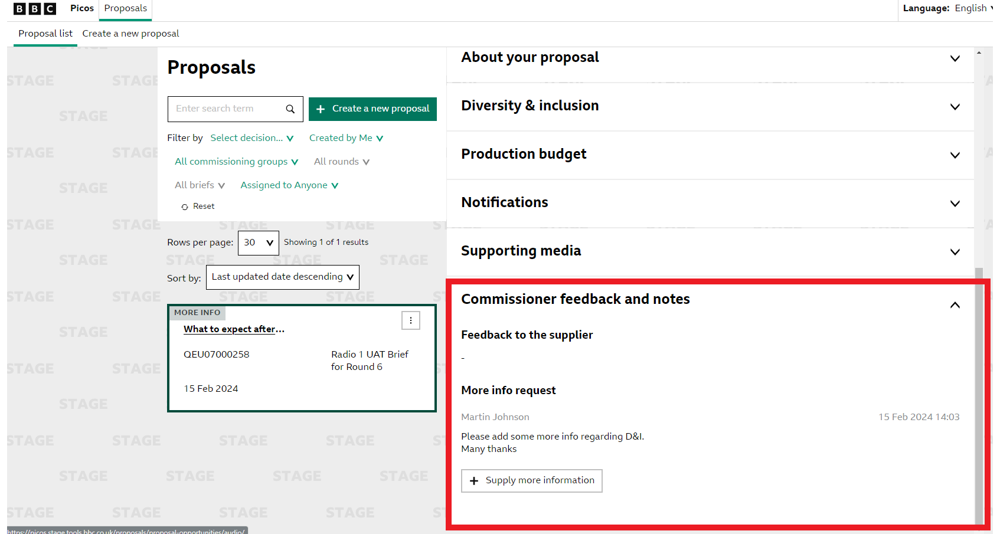 BBC Picos Proposals Language: English
Proposal list Create a new proposal
Proposals
Enter search term
Create a new proposal
Filter by Select decision... Created by Me
All commissioning groups All rounds
All briefs Assigned to Anyone
Reset
Rows per page: 30 Showing 1 of 1 results
Sort by: Last updated date descending
MORE INFO
What to expect after...
QEU07000258
Radio 1 UAT Brief
for Round 6
15 Feb 2024
About your proposal
Diversity & inclusion
Production budget
Notifications
Supporting media
Commissioner feedback and notes
Feedback to the supplier
-
More info request
Martin Johnson 15 Feb 2024 14:03
Please add some more info regarding D&I.
Many thanks
Supply more information
STAGE
https://picos.stage.tools.bbc.co.uk/proposals/proposal-opportunities/audio/